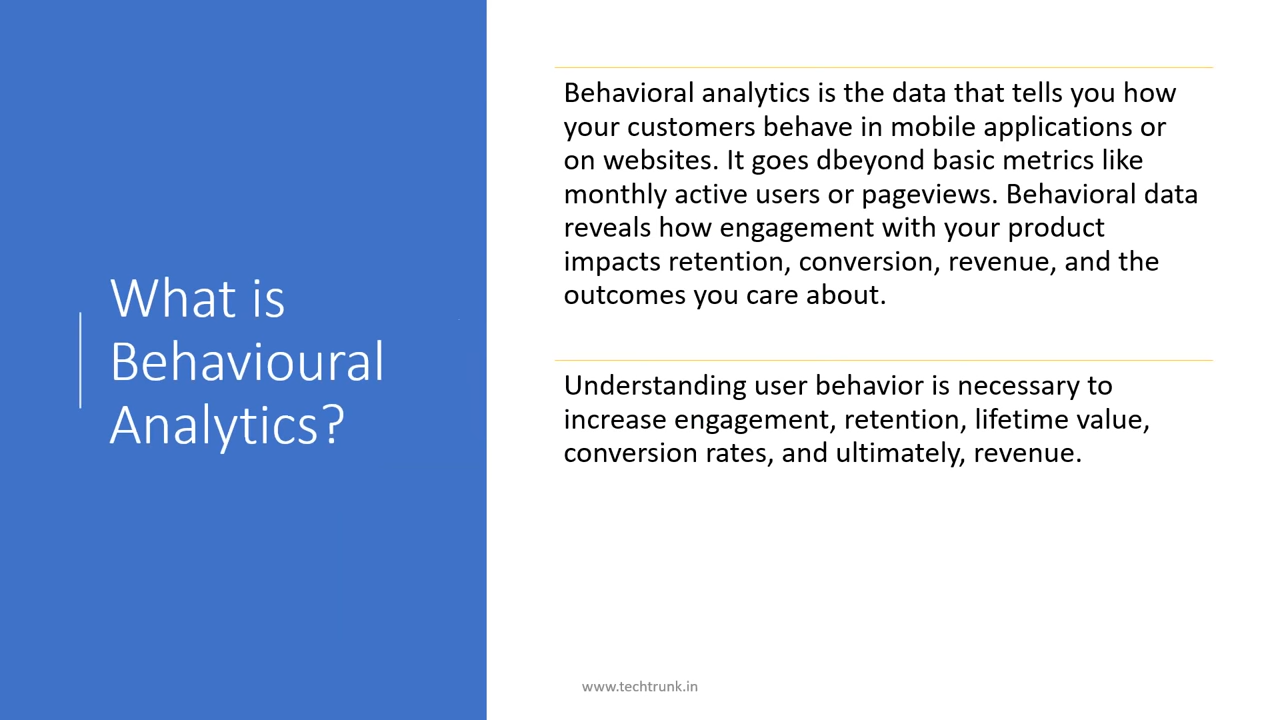 What is
Behavioural
Analytics?
Behavioral analytics is the data that tells you how
your customers behave in mobile applications or
on websites. It goes dbeyond basic metrics like
monthly active users or pageviews. Behavioral data
reveals how engagement with your product
impacts retention, conversion, revenue, and the
outcomes you care about.
Understanding user behavior is necessary to
increase engagement, retention, lifetime value,
conversion rates, and ultimately, revenue.
www.techtrunk.in